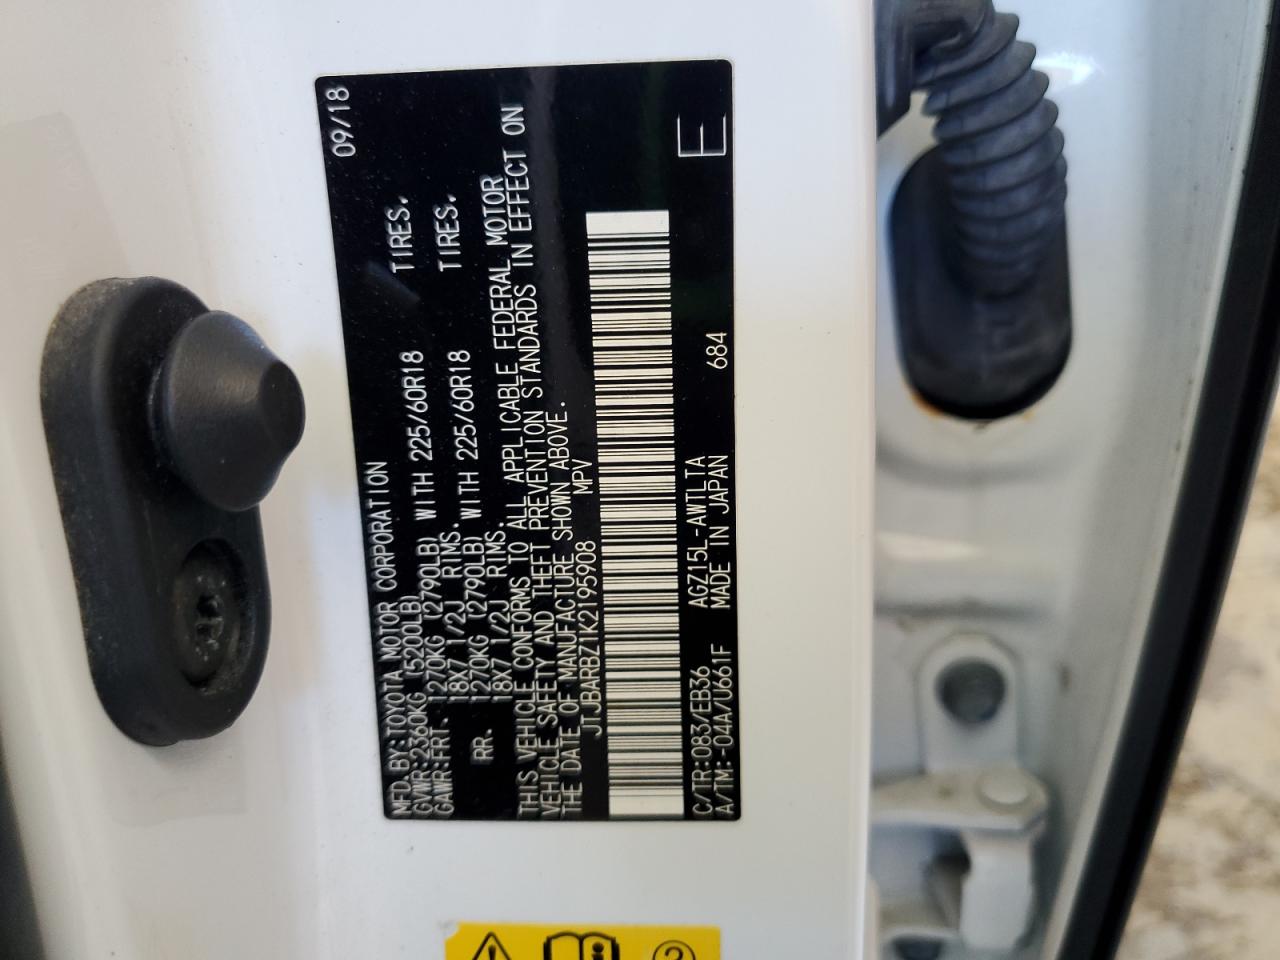 MFD.BY:TOYOTA MOTOR CORPORATION 09/18
GVWR:2360KG (5200LB)
GAWR:FRT. 1270KG (2790LB) WITH 225/60R18 TIRES.
18X7 1/2J RIMS.
RR. 1270KG (2790LB) WITH 225/60R18 TIRES.
18X7 1/2J RIMS.
THIS VEHICLE CONFORMS TO ALL APPLICABLE FEDERAL MOTOR
VEHICLE SAFETY AND THEFT PREVENTION STANDARDS IN EFFECT ON
THE DATE OF MANUFACTURE SHOWN ABOVE.
JTJBARBZ1K2195908 MPV
C/TR:083/EB36 AGZ15L-AWTLTA E
A/TM:-04A/U661F MADE IN JAPAN 684